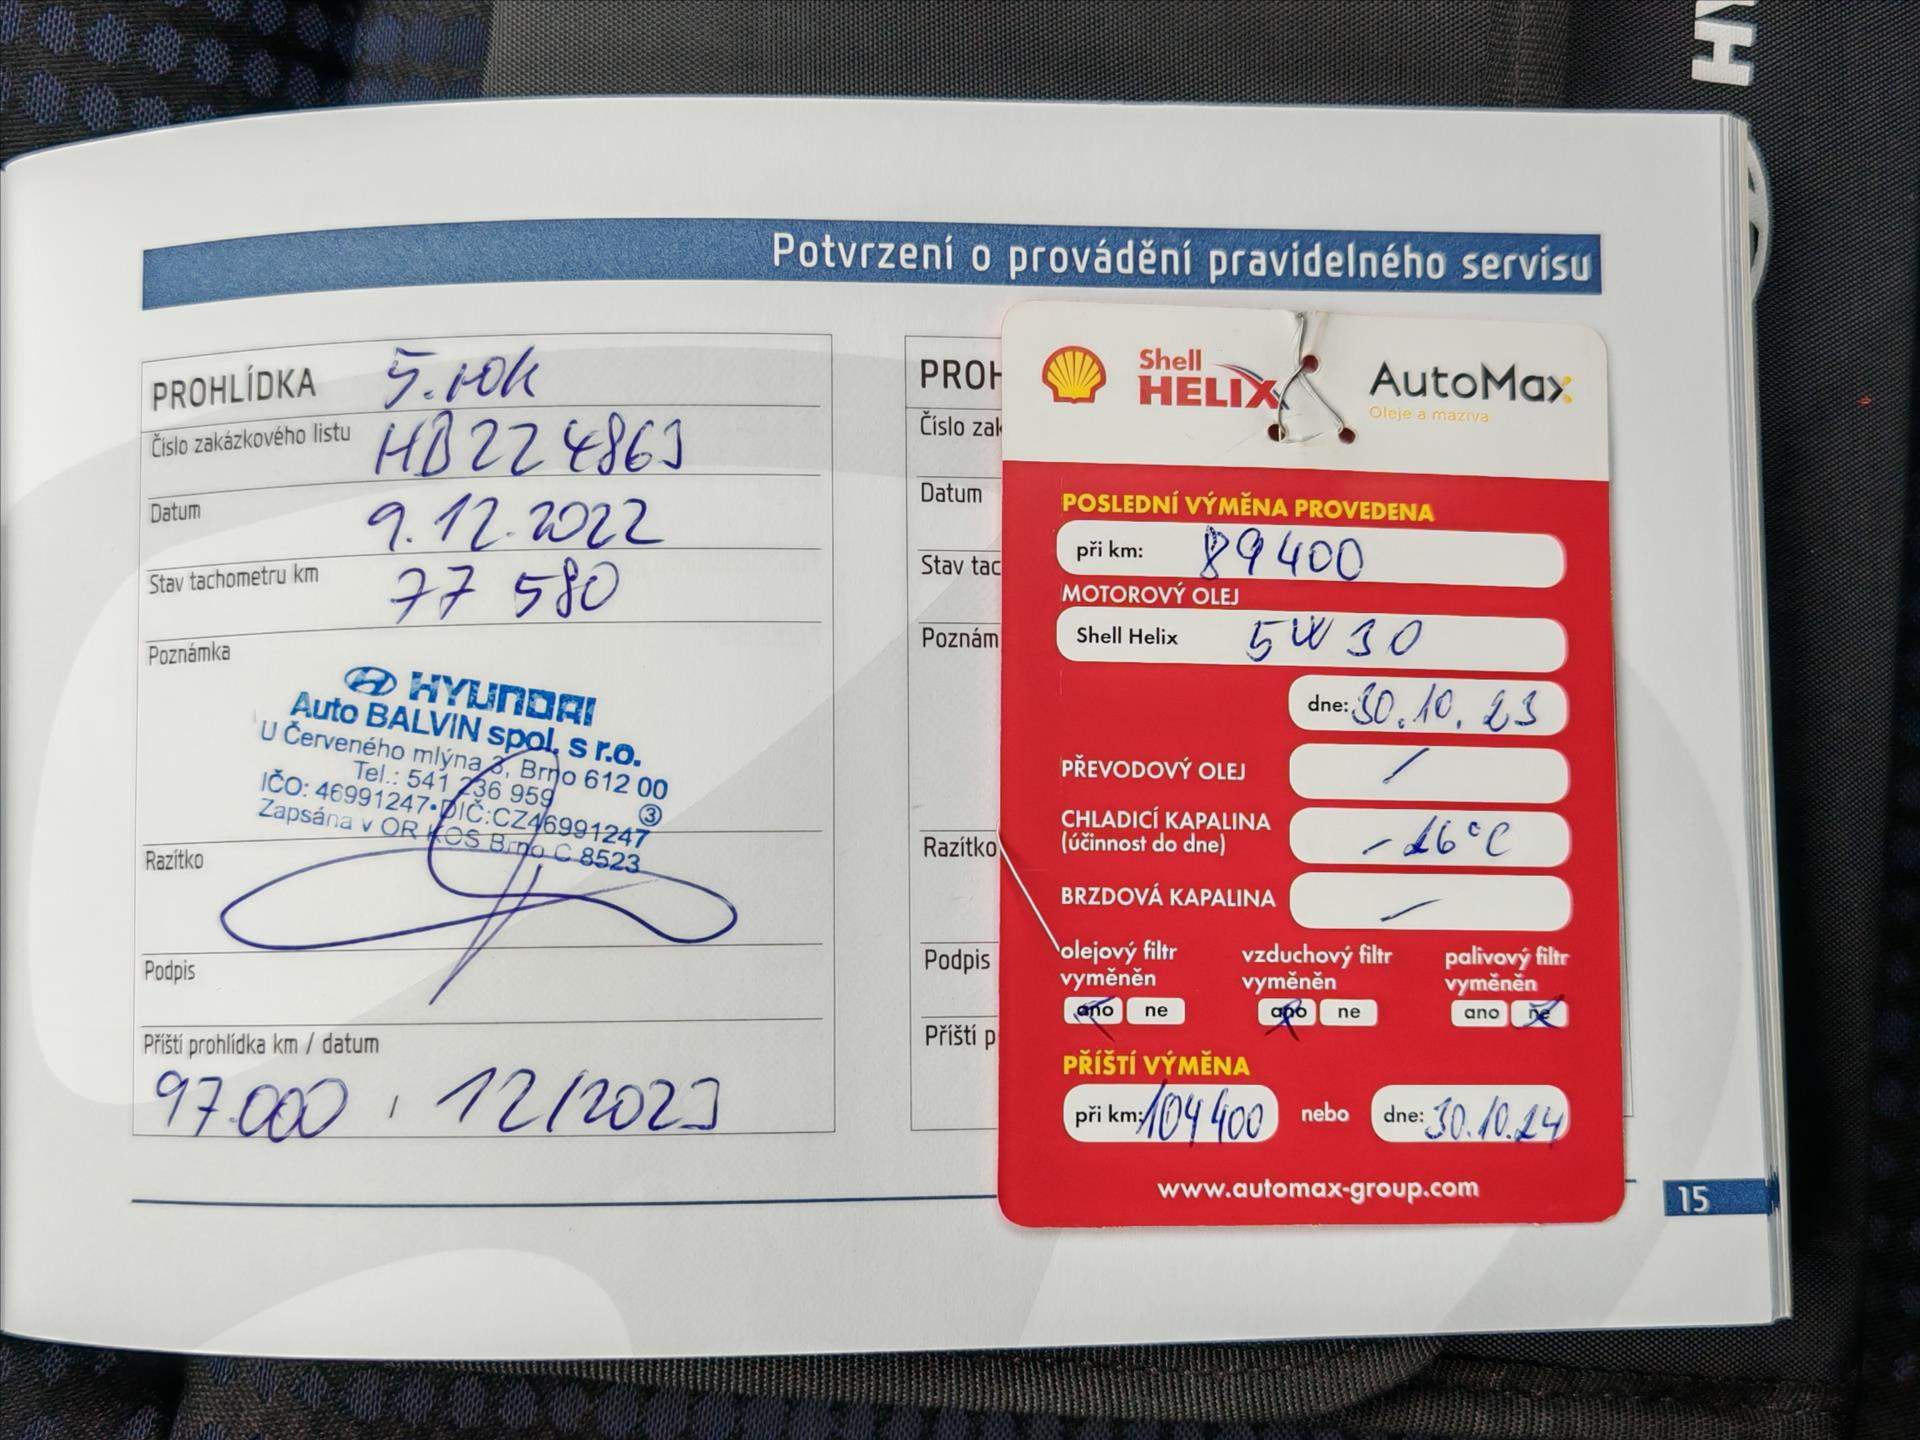 HY
Potvrzení o provádění pravidelného servisu
PROHLÍDKA 5.rok
Číslo zakázkového listu HB224863
Datum 9.12.2022
Stav tachometru km 77 580
Poznámka
HYUNDAI
Auto BALVIN spol. s r.o.
U Červeného mlýna 3, Brno 612 00
Tel.: 541 236 959
IČO: 46991247•DIČ:CZ46991247
③
Zapsána v OR KOS Brno C 8523
Razítko
Podpis
Příští prohlídka km / datum
97.000 , 12/2023
PROH
Číslo zak
Datum
Stav tac
Poznám
Razítko
Podpis
Příští p
Shell
HELIX
AutoMax
Oleje a maziva
POSLEDNÍ VÝMĚNA PROVEDENA
při km: 89400
MOTOROVÝ OLEJ
Shell Helix 5W30
dne: 30.10.23
PŘEVODOVÝ OLEJ /
CHLADICÍ KAPALINA
(účinnost do dne) -26°C
BRZDOVÁ KAPALINA /
olejový filtr
vyměněn
ano ne
vzduchový filtr
vyměněn
ano ne
palivový filtr
vyměněn
ano ne
PŘÍŠTÍ VÝMĚNA
při km: 104400 nebo dne: 30.10.24
www.automax-group.com
15